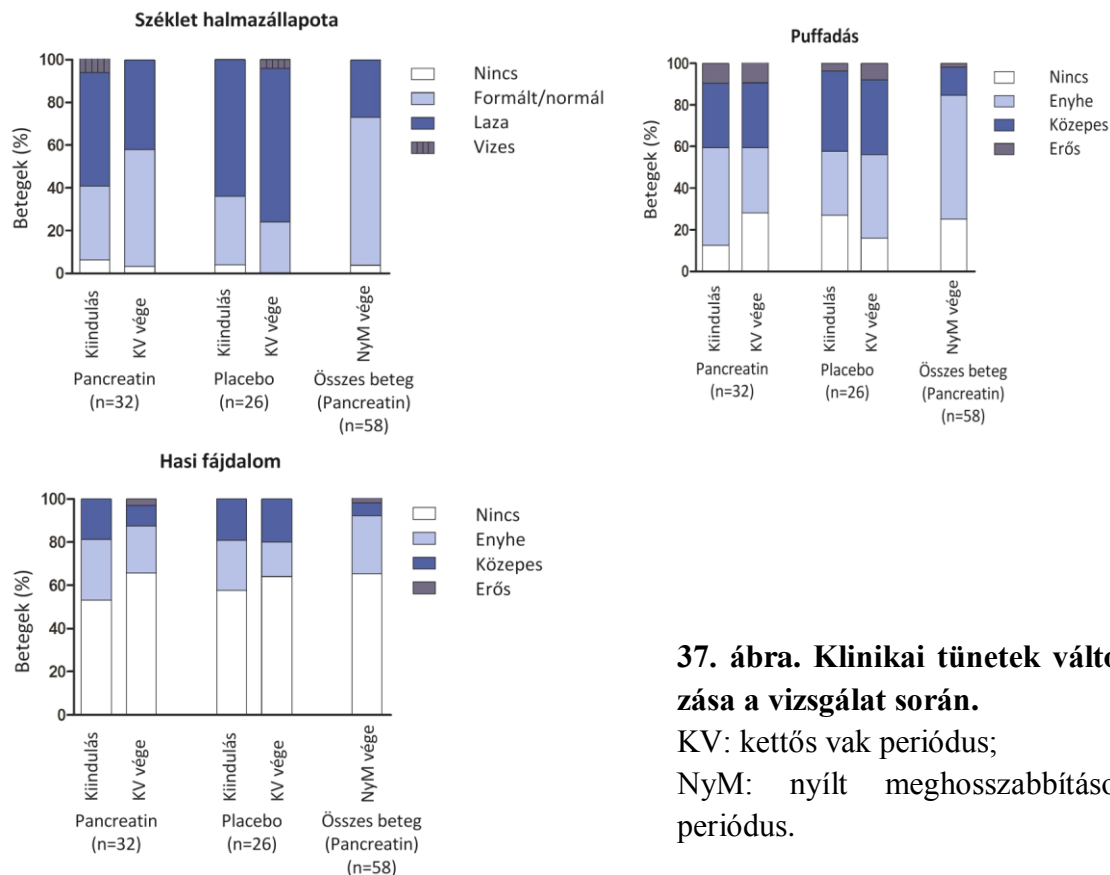 Széklet halmazállapota
Betegek (%)
100
80
60
40
20
0
Nincs
Formált/normál
Laza
Vizes
Kiindulás
KV vége
Kiindulás
KV vége
NyM vége
Pancreatin
(n=32)
Placebo
(n=26)
Összes beteg
(Pancreatin)
(n=58)
Puffadás
Betegek (%)
100
80
60
40
20
0
Nincs
Enyhe
Közepes
Erős
Kiindulás
KV vége
Kiindulás
KV vége
NyM vége
Pancreatin
(n=32)
Placebo
(n=26)
Összes beteg
(Pancreatin)
(n=58)
Hasi fájdalom
Betegek (%)
100
80
60
40
20
0
Nincs
Enyhe
Közepes
Erős
Kiindulás
KV vége
Kiindulás
KV vége
NyM vége
Pancreatin
(n=32)
Placebo
(n=26)
Összes beteg
(Pancreatin)
(n=58)
37. ábra. Klinikai tünetek válto
zása a vizsgálat során.
KV: kettős vak periódus;
NyM: nyílt meghosszabbításo
periódus.